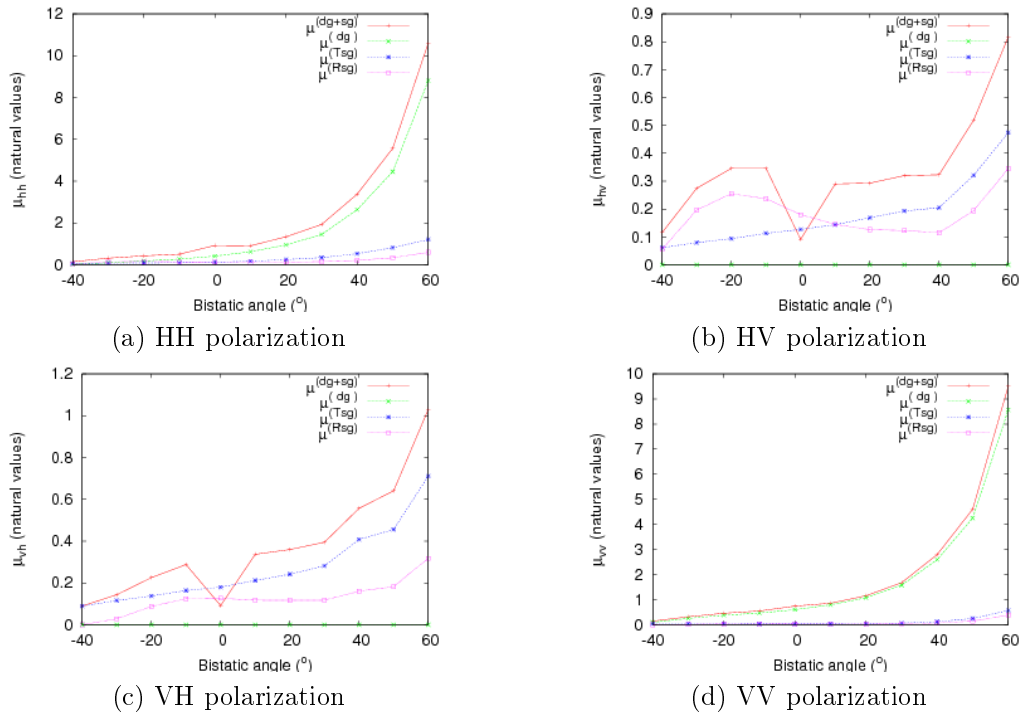 12
10
8
6
4
2
0
-40
-20
0
20
40
60
μhh (natural values)
Bistatic angle (°)
μ(dg+sg)
μ( dg )
μ(Tsg)
μ(Rsg)
(a) HH polarization
0.9
0.8
0.7
0.6
0.5
0.4
0.3
0.2
0.1
0
-40
-20
0
20
40
60
μhv (natural values)
Bistatic angle (°)
μ(dg+sg)
μ( dg )
μ(Tsg)
μ(Rsg)
(b) HV polarization
1.2
1
0.8
0.6
0.4
0.2
0
-40
-20
0
20
40
60
μvh (natural values)
Bistatic angle (°)
μ(dg+sg)
μ( dg )
μ(Tsg)
μ(Rsg)
(c) VH polarization
10
9
8
7
6
5
4
3
2
1
0
-40
-20
0
20
40
60
μvv (natural values)
Bistatic angle (°)
μ(dg+sg)
μ( dg )
μ(Tsg)
μ(Rsg)
(d) VV polarization